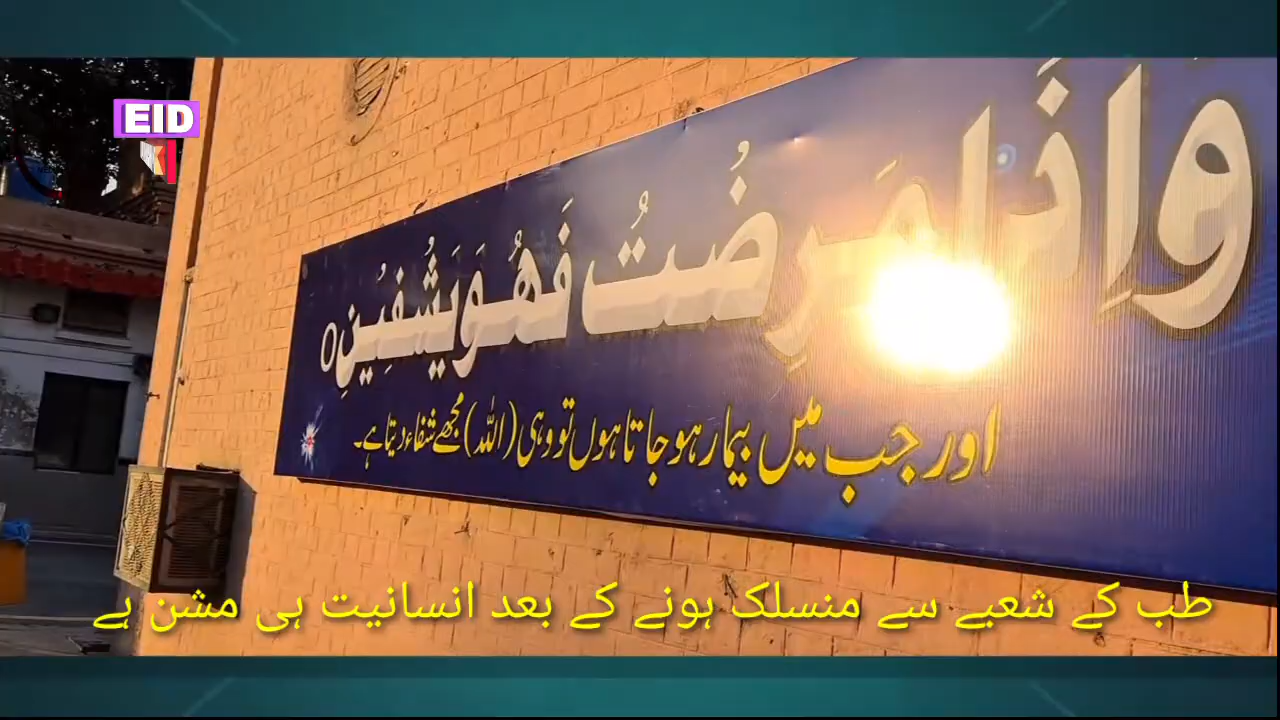 EID
وَاِذَا مَرِضْتُ فَهُوَ يَشْفِيْنِ O
اور جب میں بیمار ہو جاتا ہوں تو وہی (اللہ) مجھے شفاء دیتا ہے۔
طب کے شعبے سے منسلک ہونے کے بعد انسانیت ہی مشن ہے